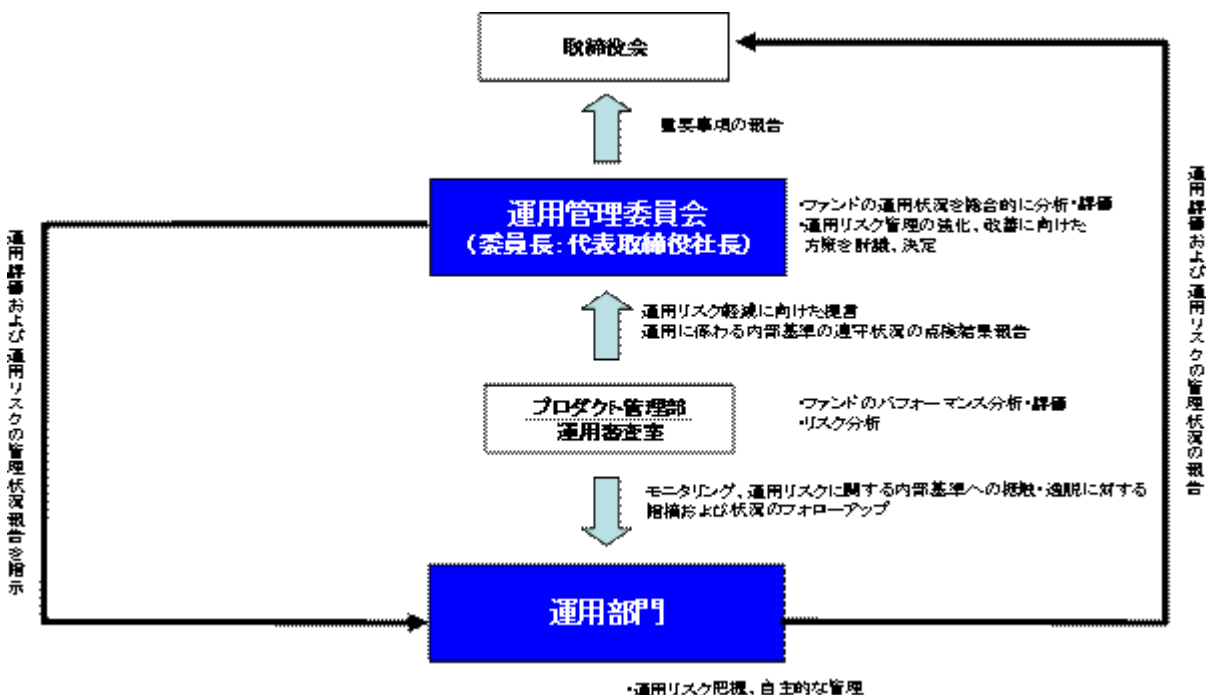 取締役会
重要事項の報告
運用管理委員会
(委員長:代表取締役社長)
・ファンドの運用状況を総合的に分析・評価
・運用リスク管理の強化、改善に向けた
方策を討議、決定
運用リスク軽減に向けた提言
運用に係わる内部基準の遵守状況の点検結果報告
プロダクト管理部
運用審査室
・ファンドのパフォーマンス分析・評価
・リスク分析
モニタリング、運用リスクに関する内部基準への抵触・逸脱に対する
指摘および状況のフォローアップ
運用部門
・運用リスク把握、自主的な管理
運用評価および運用リスクの管理状況報告を指示
運用評価および運用リスクの管理状況の報告